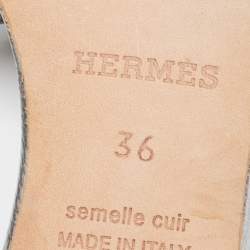 HERMÈS
36
semelle cuir
MADE IN ITALY